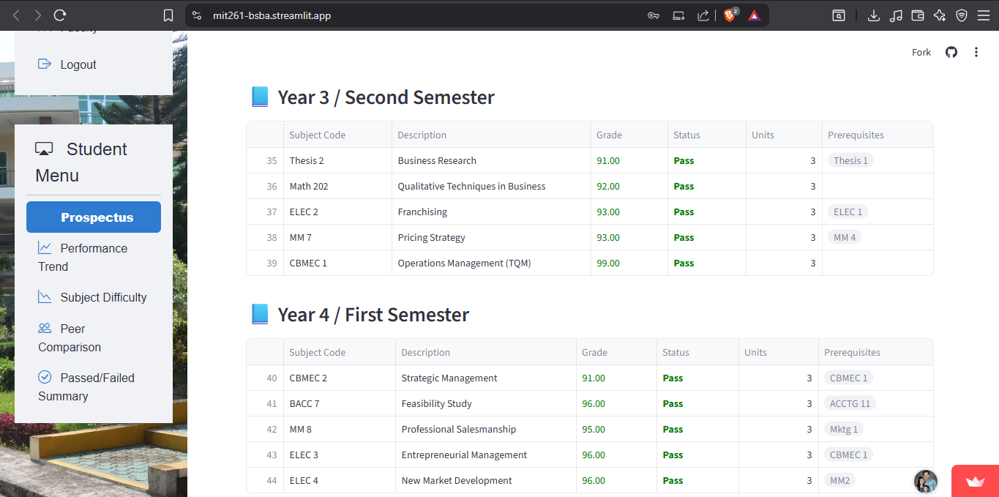 mit261-bsba.streamlit.app
2
Faculty
Logout
Student
Menu
Prospectus
Performance
Trend
Subject Difficulty
Peer
Comparison
Passed/Failed
Summary
Fork
Year 3 / Second Semester
Subject Code Description Grade Status Units Prerequisites
35 Thesis 2 Business Research 91.00 Pass 3 Thesis 1
36 Math 202 Qualitative Techniques in Business 92.00 Pass 3
37 ELEC 2 Franchising 93.00 Pass 3 ELEC 1
38 MM 7 Pricing Strategy 93.00 Pass 3 MM 4
39 CBMEC 1 Operations Management (TQM) 99.00 Pass 3
Year 4 / First Semester
Subject Code Description Grade Status Units Prerequisites
40 CBMEC 2 Strategic Management 91.00 Pass 3 CBMEC 1
41 BACC 7 Feasibility Study 96.00 Pass 3 ACCTG 11
42 MM 8 Professional Salesmanship 95.00 Pass 3 Mktg 1
43 ELEC 3 Entrepreneurial Management 96.00 Pass 3 CBMEC 1
44 ELEC 4 New Market Development 96.00 Pass 3 MM2